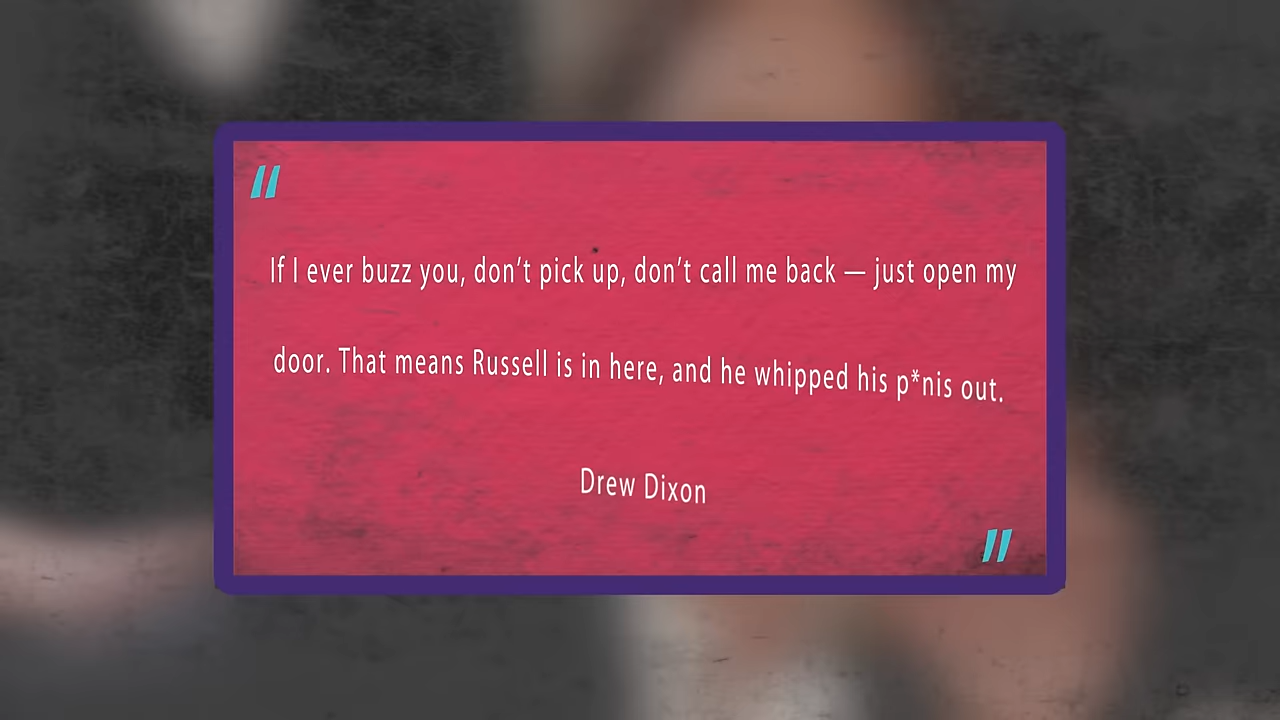 "
If I ever buzz you, don’t pick up, don’t call me back — just open my
door. That means Russell is in here, and he whipped his p*nis out.
Drew Dixon
"